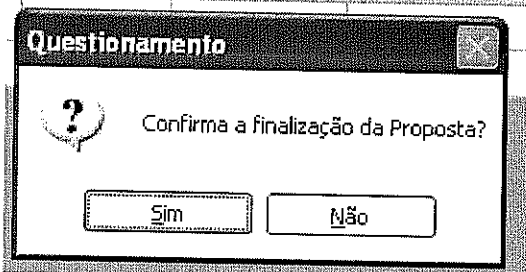 Questionamento
?
Confirma a finalização da Proposta?
Sim
Não